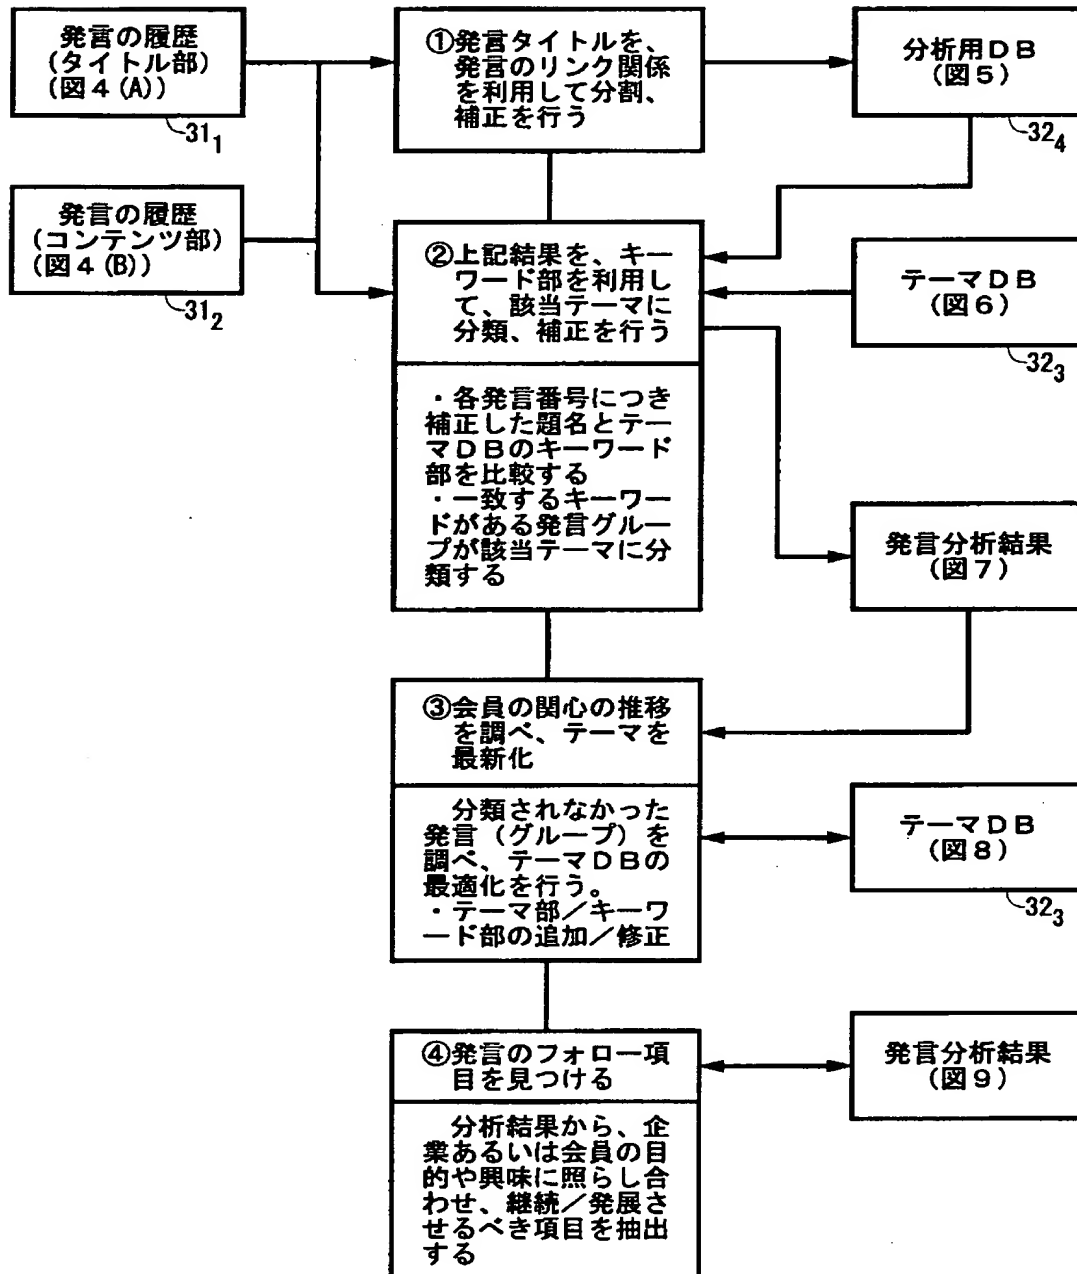 発言の履歴
(タイトル部)
(図4(A))
31₁
発言の履歴
(コンテンツ部)
(図4(B))
31₂
①発言タイトルを、
発言のリンク関係
を利用して分割、
補正を行う
分析用DB
(図5)
32₄
②上記結果を、キー
ワード部を利用し
て、該当テーマに
分類、補正を行う
・各発言番号につき
補正した題名とテー
マDBのキーワード
部を比較する
・一致するキーワー
ドがある発言グルー
プが該当テーマに分
類する
テーマDB
(図6)
32₃
発言分析結果
(図7)
③会員の関心の推移
を調べ、テーマを
最新化
分類されなかった
発言(グループ)を
調べ、テーマDBの
最適化を行う。
・テーマ部/キーワ
ード部の追加/修正
テーマDB
(図8)
32₃
④発言のフォロー項
目を見つける
分析結果から、企
業あるいは会員の目
的や興味に照らし合
わせ、継続/発展さ
せるべき項目を抽出
する
発言分析結果
(図9)